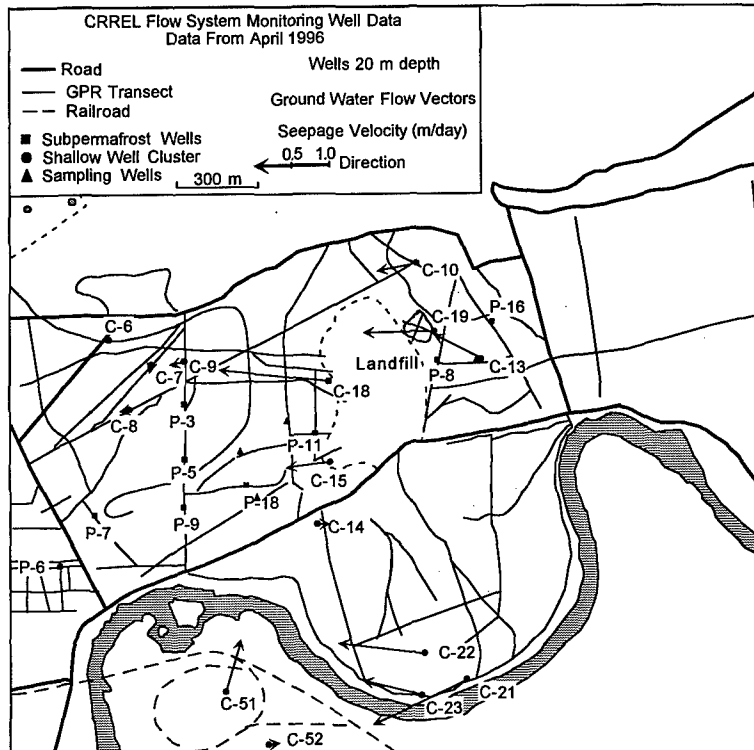 CRREL Flow System Monitoring Well Data
Data From April 1996
Road
Wells 20 m depth
GPR Transect
Ground Water Flow Vectors
Railroad
Seepage Velocity (m/day)
Subpermafrost Wells
0.5 1.0
Direction
Shallow Well Cluster
Sampling Wells
300 m
C-10
P-16
C-6
C-19
C-9
Landfill
C-13
C-7
P-8
C-18
C-8
P-3
P-11
P-5
C-15
P-18
P-9
P-7
C-14
P-6
C-22
C-21
C-51
C-23
C-52